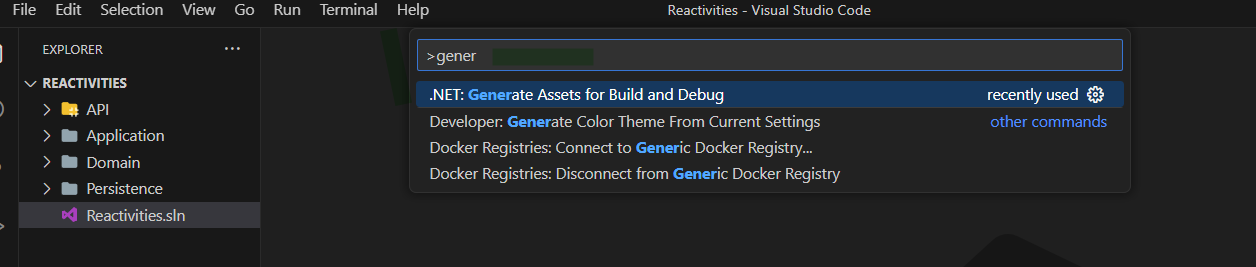 File Edit Selection View Go Run Terminal Help Reactivities - Visual Studio Code
EXPLORER ...
REACTIVITIES
API
Application
Domain
Persistence
Reactivities.sln
>gener
.NET: Generate Assets for Build and Debug recently used
Developer: Generate Color Theme From Current Settings other commands
Docker Registries: Connect to Generic Docker Registry...
Docker Registries: Disconnect from Generic Docker Registry